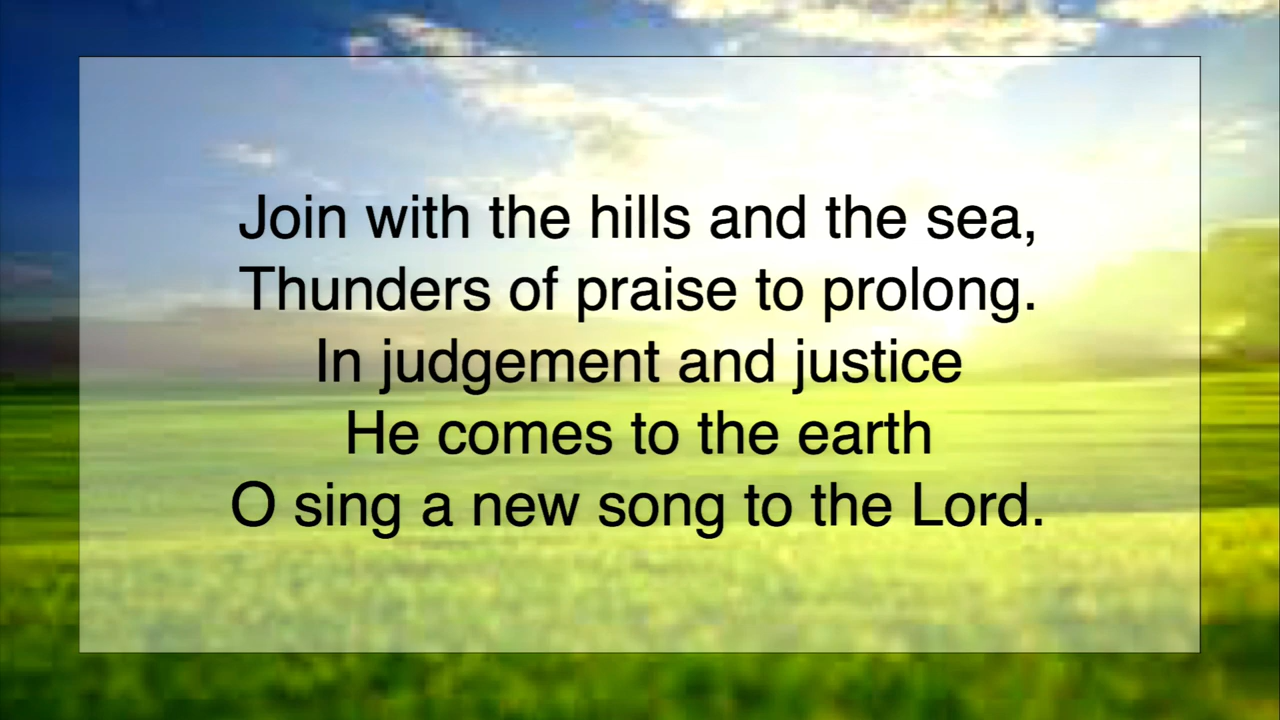 Join with the hills and the sea,
Thunders of praise to prolong.
In judgement and justice
He comes to the earth
O sing a new song to the Lord.